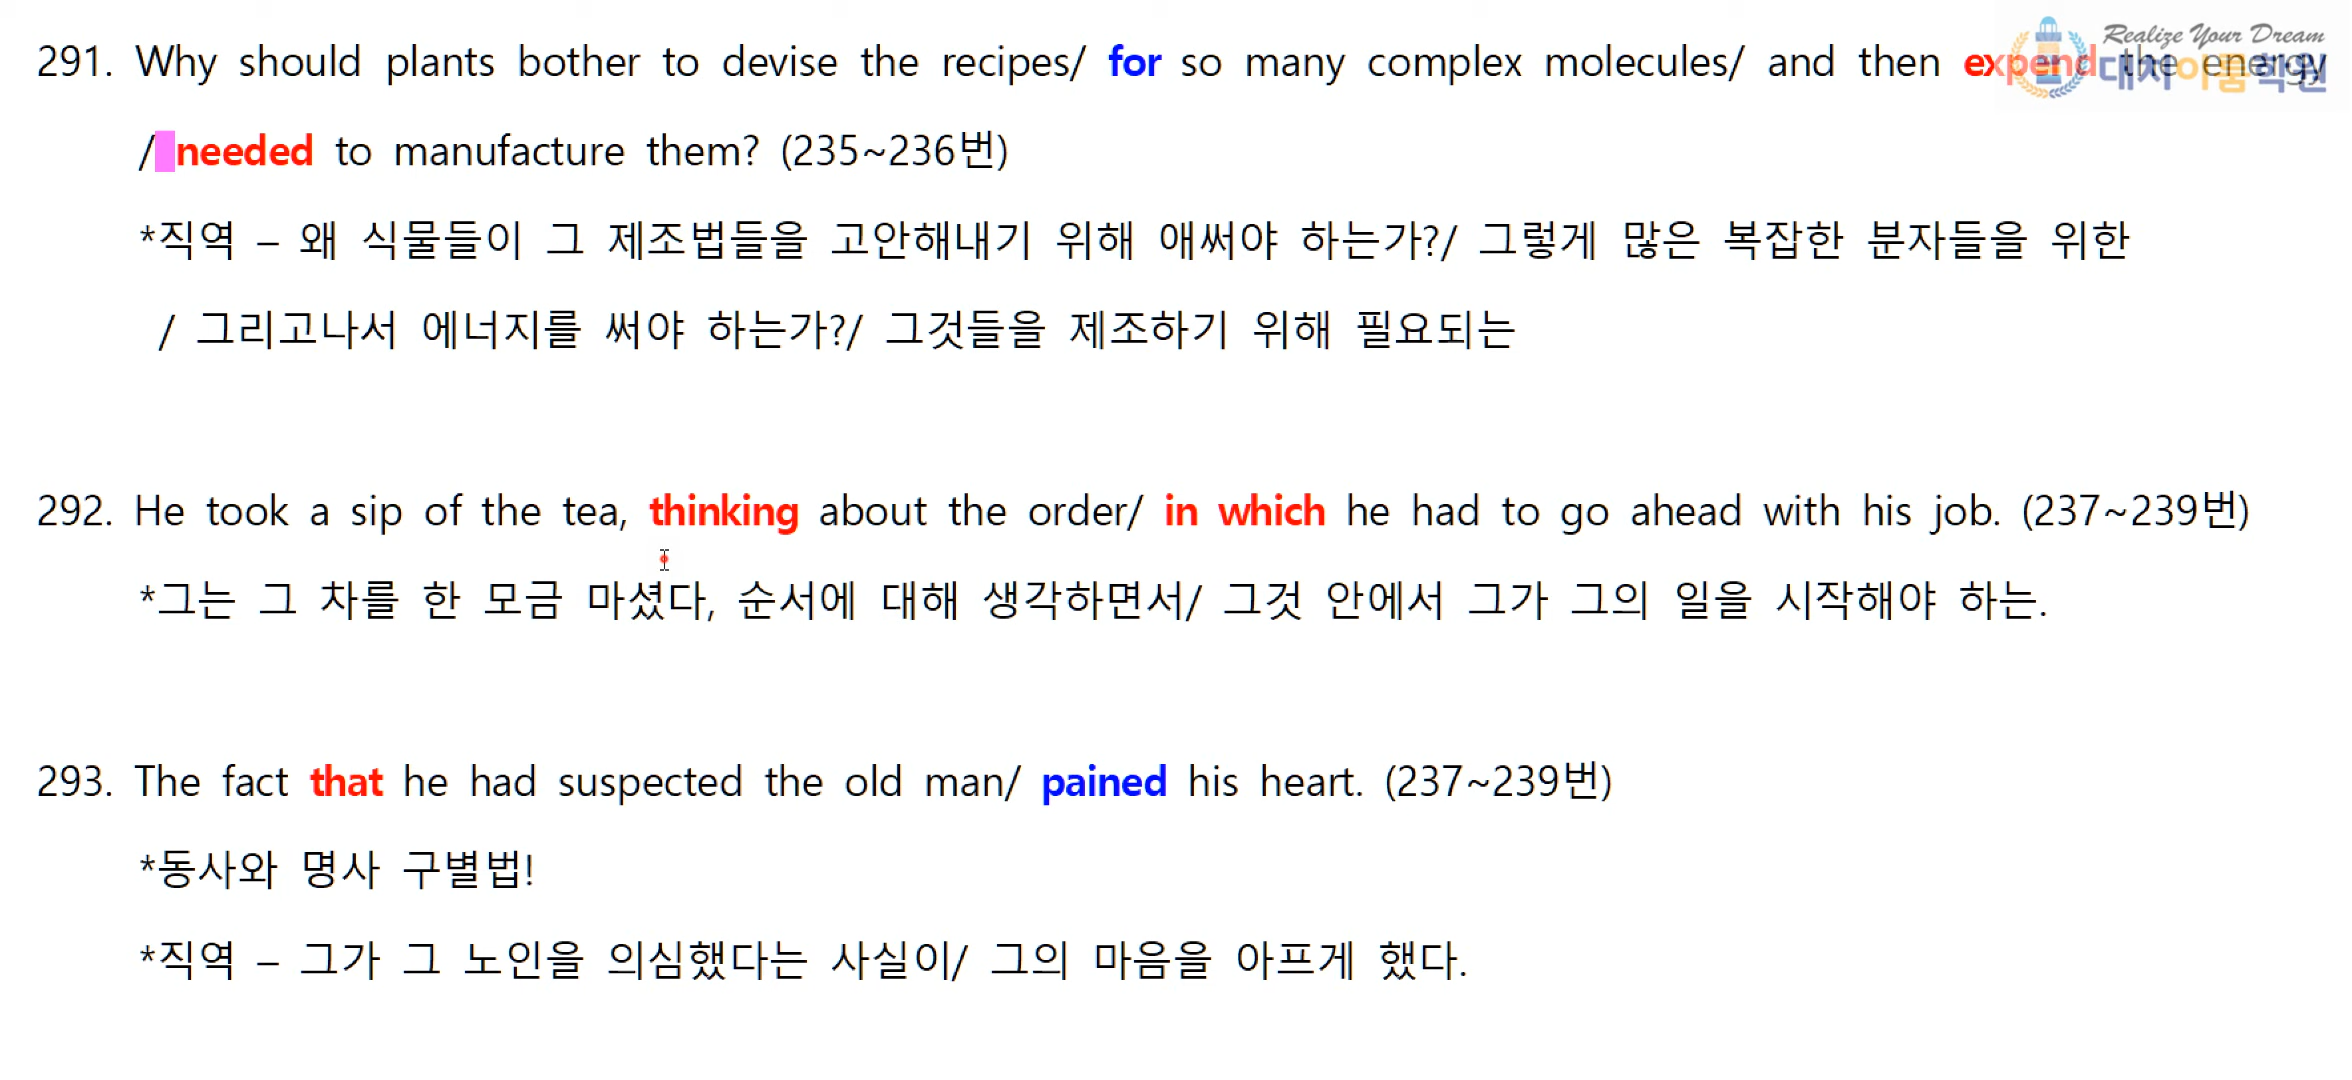 Realize Your Dream
대치이룸학원
291. Why should plants bother to devise the recipes/ for so many complex molecules/ and then expend the energy
/ needed to manufacture them? (235~236번)
*직역 – 왜 식물들이 그 제조법들을 고안해내기 위해 애써야 하는가?/ 그렇게 많은 복잡한 분자들을 위한
/ 그리고나서 에너지를 써야 하는가?/ 그것들을 제조하기 위해 필요되는
292. He took a sip of the tea, thinking about the order/ in which he had to go ahead with his job. (237~239번)
*그는 그 차를 한 모금 마셨다, 순서에 대해 생각하면서/ 그것 안에서 그가 그의 일을 시작해야 하는.
293. The fact that he had suspected the old man/ pained his heart. (237~239번)
*동사와 명사 구별법!
*직역 – 그가 그 노인을 의심했다는 사실이/ 그의 마음을 아프게 했다.